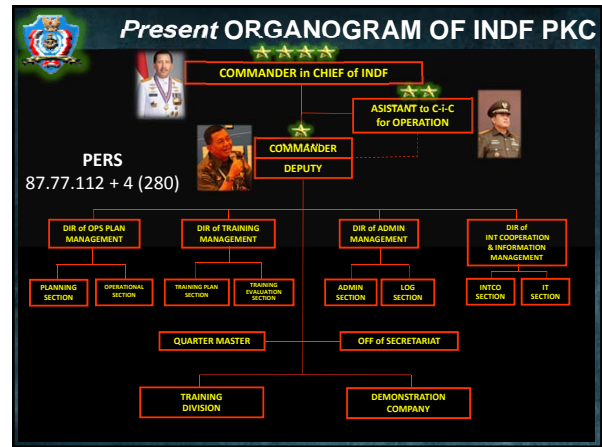 Present ORGANOGRAM OF INDF PKC
COMMANDER in CHIEF of INDF
ASISTANT to C-i-C
for OPERATION
COMMANDER
DEPUTY
PERS
87.77.112 + 4 (280)
DIR of OPS PLAN
MANAGEMENT
DIR of TRAINING
MANAGEMENT
DIR of ADMIN
MANAGEMENT
DIR of
INT COOPERATION
& INFORMATION
MANAGEMENT
PLANNING
SECTION
OPERATIONAL
SECTION
TRAINING PLAN
SECTION
TRAINING
EVALUATION
SECTION
ADMIN
SECTION
LOG
SECTION
INTCO
SECTION
IT
SECTION
QUARTER MASTER
OFF of SECRETARIAT
TRAINING
DIVISION
DEMONSTRATION
COMPANY